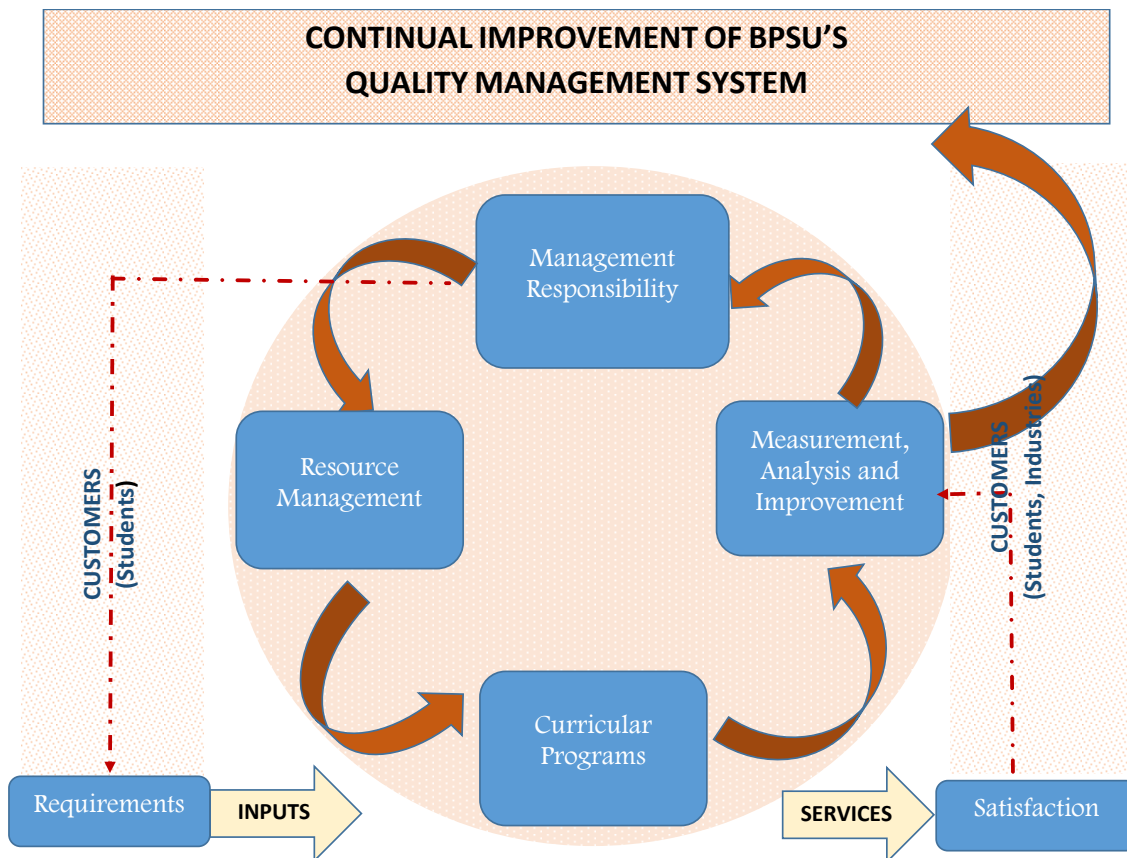 CONTINUAL IMPROVEMENT OF BPSU'S
QUALITY MANAGEMENT SYSTEM
Management
Responsibility
Resource
Management
Measurement,
Analysis and
Improvement
CUSTOMERS
(Students)
CUSTOMERS
(Students, Industries)
Curricular
Programs
Requirements
INPUTS
SERVICES
Satisfaction